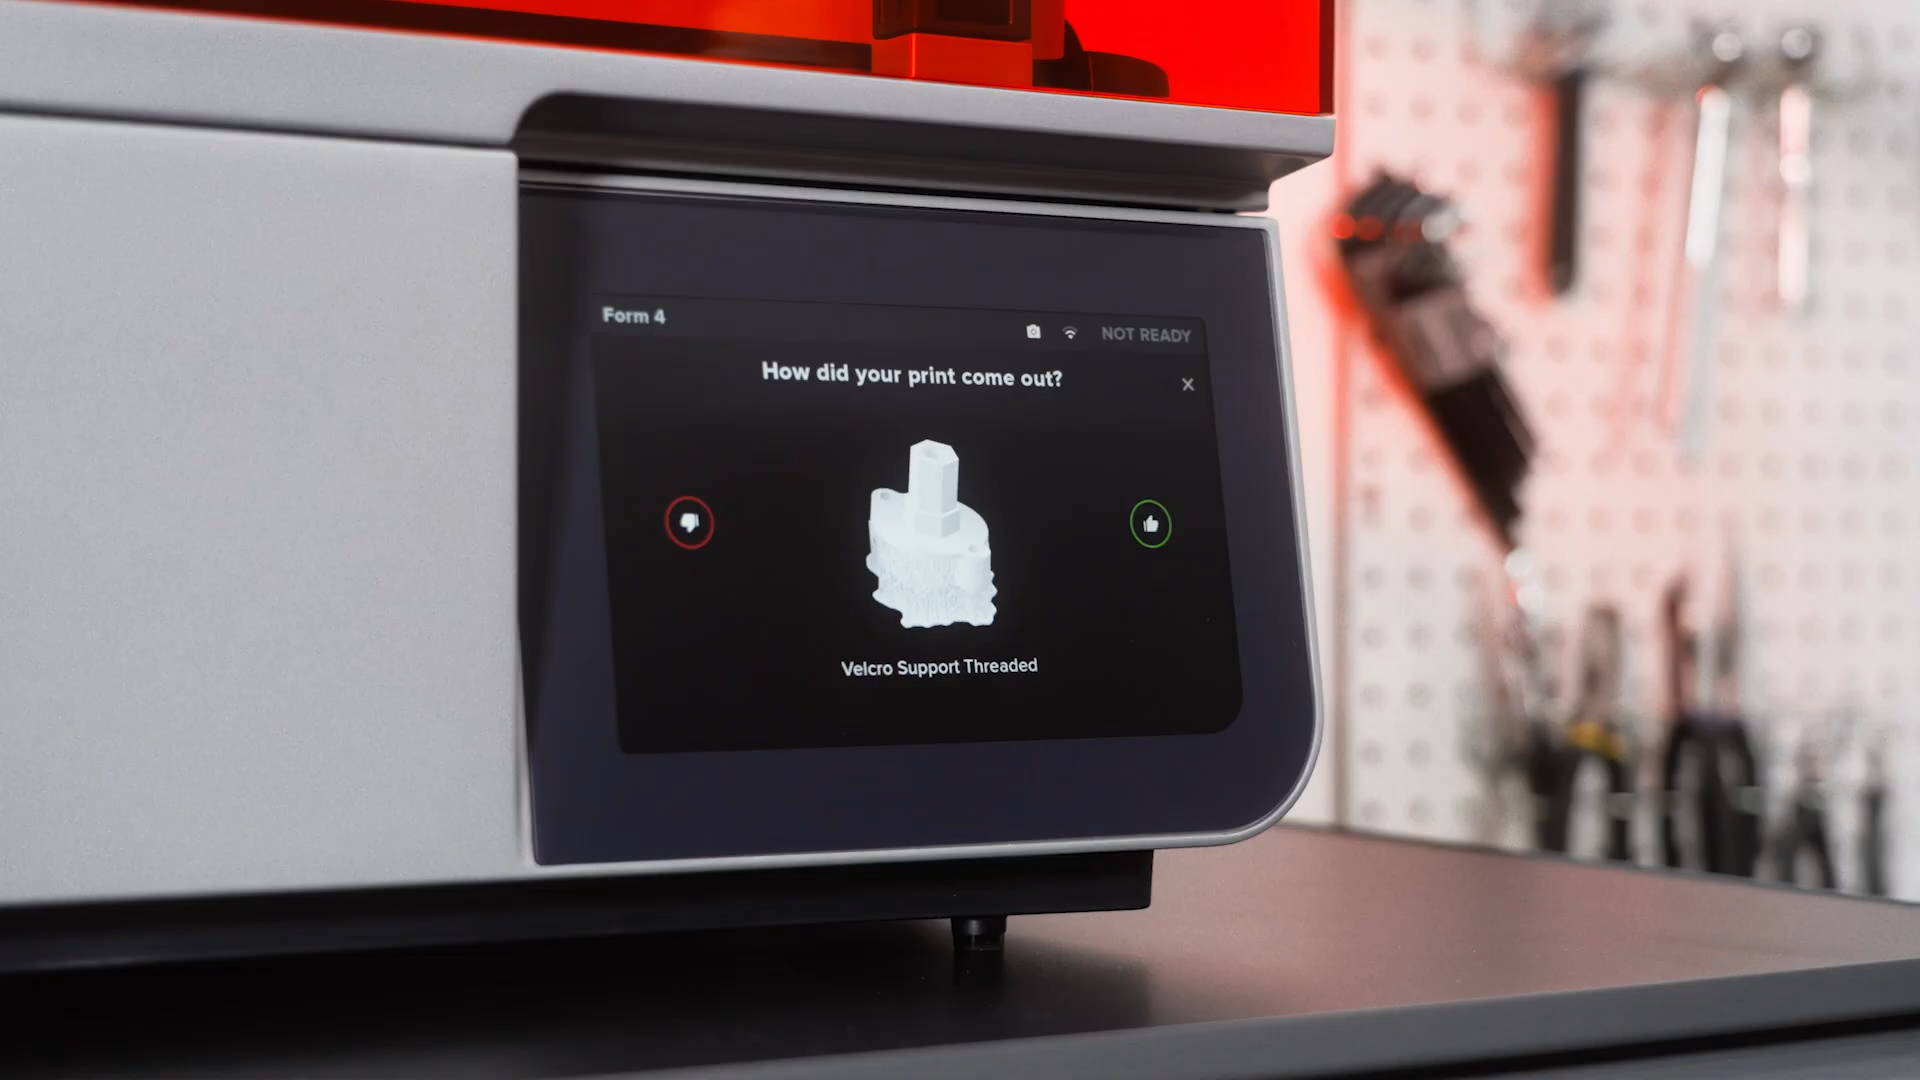 Form 4
NOT READY
How did your print come out?
Velcro Support Threaded